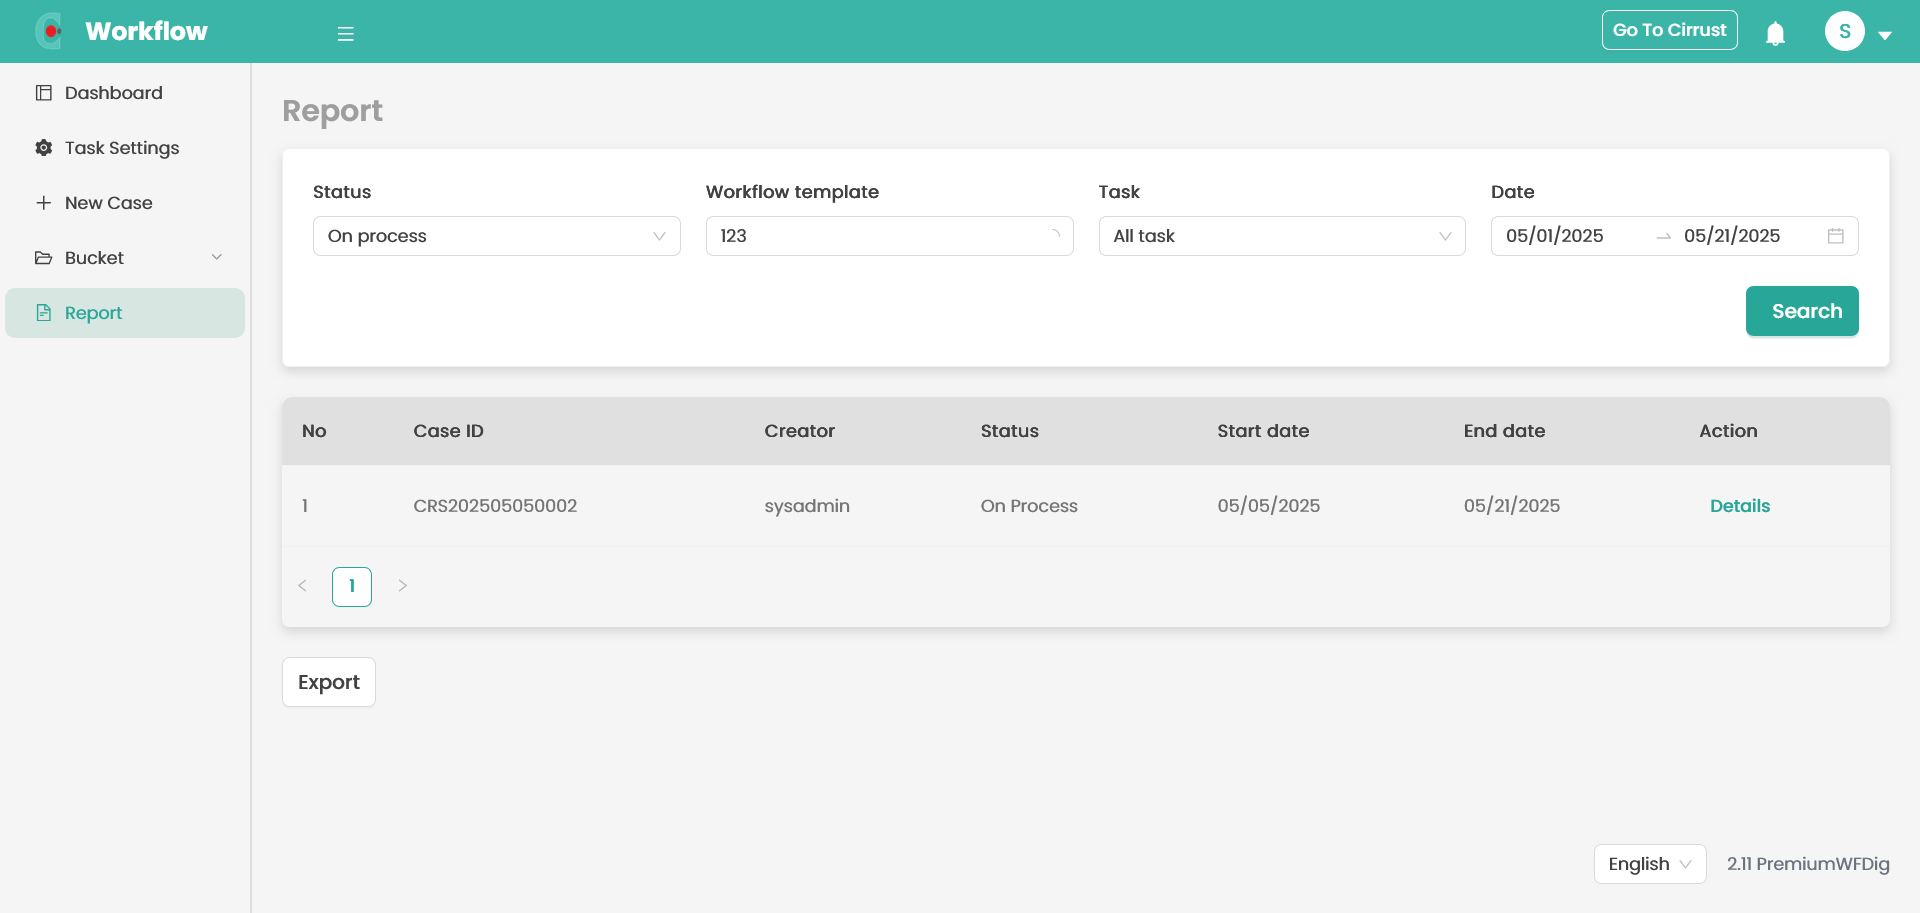 Workflow
Go To Cirrust
S
Dashboard
Task Settings
New Case
Bucket
Report
Report
Status
Workflow template
Task
Date
On process
123
All task
05/01/2025
05/21/2025
Search
No Case ID Creator Status Start date End date Action
1 CRS202505050002 sysadmin On Process 05/05/2025 05/21/2025 Details
< 1 >
Export
English
2.11 PremiumWFDig